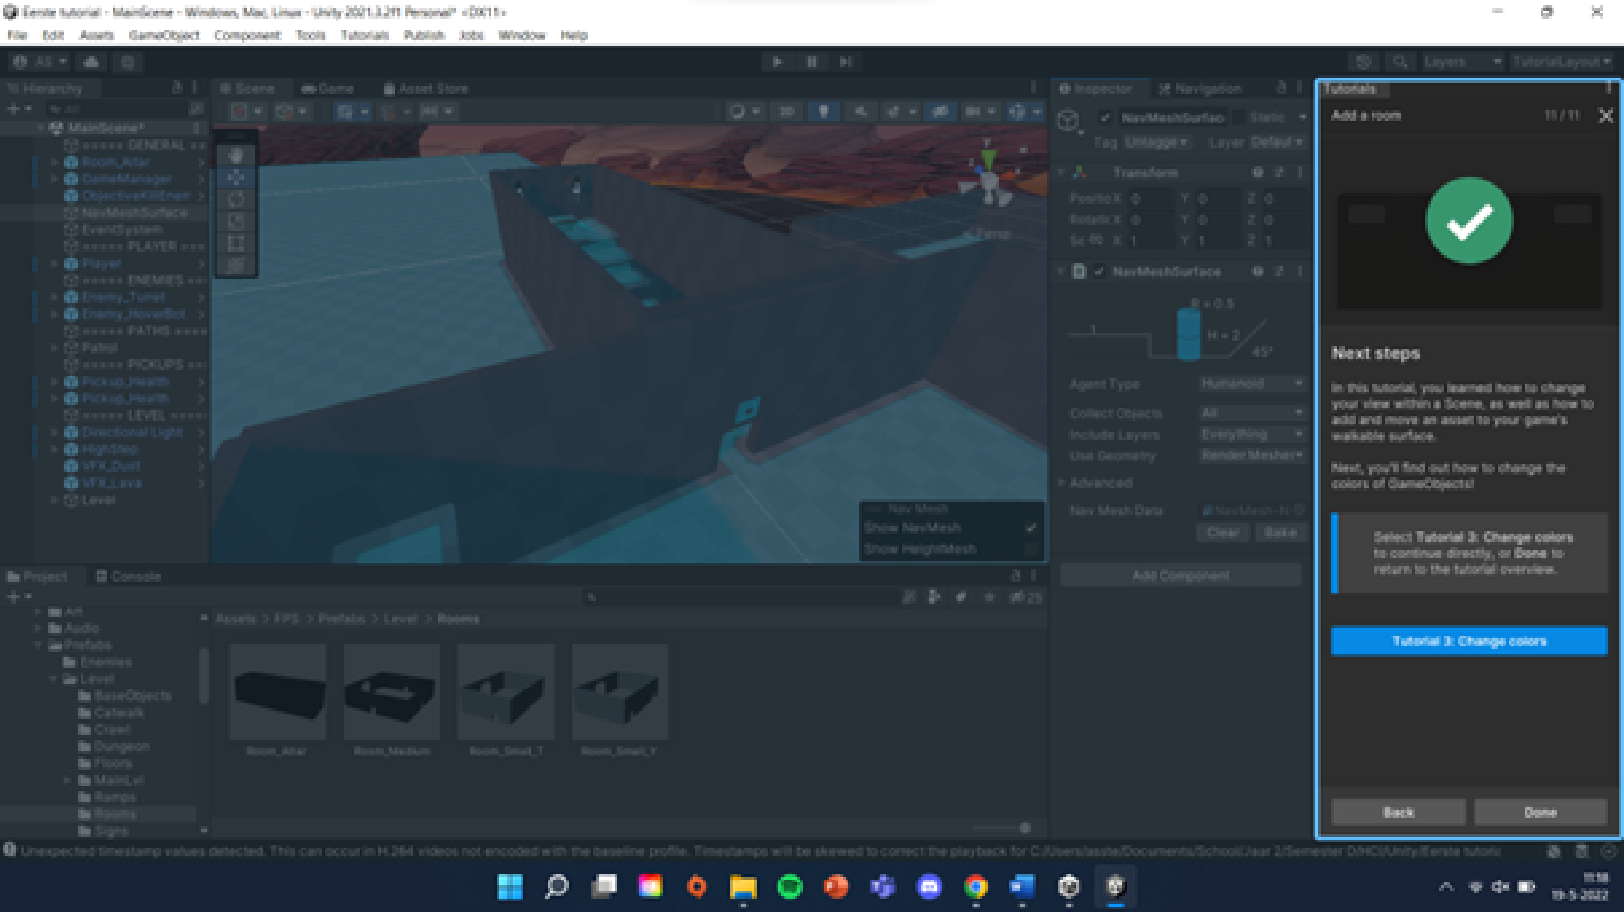 Eerste tutorial - MainScene - Windows, Mac, Linux - Unity 2021.3.2f1 Personal* <DX11>
File Edit Assets GameObject Component Tools Tutorials Publish Jobs Window Help
AS Layers TutorialLayout
Hierarchy
All
MainScene*
===== GENERAL
Room_Altar
GameManager
ObjectiveKillEnem
NavMeshSurface
EventSystem
===== PLAYER ===
Player
===== ENEMIES
Enemy_Turret
Enemy_HoverBot
===== PATHS ====
Patrol
===== PICKUPS
Pickup_Health
Pickup_Health
===== LEVEL ====
Directional Light
HighStep
VFX_Dust
VFX_Lava
Level
Scene Game Asset Store
2D
Persp
Nav Mesh
Show NavMesh
Show HeightMesh
Inspector Navigation
NavMeshSurfac Static
Tag Untagge Layer Defaul
Transform
Positio X 0 Y 0 Z 0
Rotatic X 0 Y 0 Z 0
Sc X 1 Y 1 Z 1
NavMeshSurface
R = 0.5
1
H = 2
45°
Agent Type Humanoid
Collect Objects All
Include Layers Everything
Use Geometry Render Meshe
Advanced
Nav Mesh Data NavMesh-N
Clear Bake
Add Component
Tutorials
Add a room 11 / 11
Next steps
In this tutorial, you learned how to change
your view within a Scene, as well as how to
add and move an asset to your game's
walkable surface.
Next, you'll find out how to change the
colors of GameObjects!
Select Tutorial 3: Change colors
to continue directly, or Done to
return to the tutorial overview.
Tutorial 3: Change colors
Back Done
Project Console
25
Art
Audio
Prefabs
Enemies
Level
BaseObjects
Catwalk
Crawl
Dungeon
Floors
MainLvl
Ramps
Rooms
Signs
Assets > FPS > Prefabs > Level > Rooms
Room_Altar Room_Medium Room_Small_T Room_Small_Y
Unexpected timestamp values detected. This can occur in H.264 videos not encoded with the baseline profile. Timestamps will be skewed to correct the playback for C:/Users/asute/Documents/School/Jaar 2/Semester D/HCI/Unity/Eerste tutoria
11:18
19-5-2022